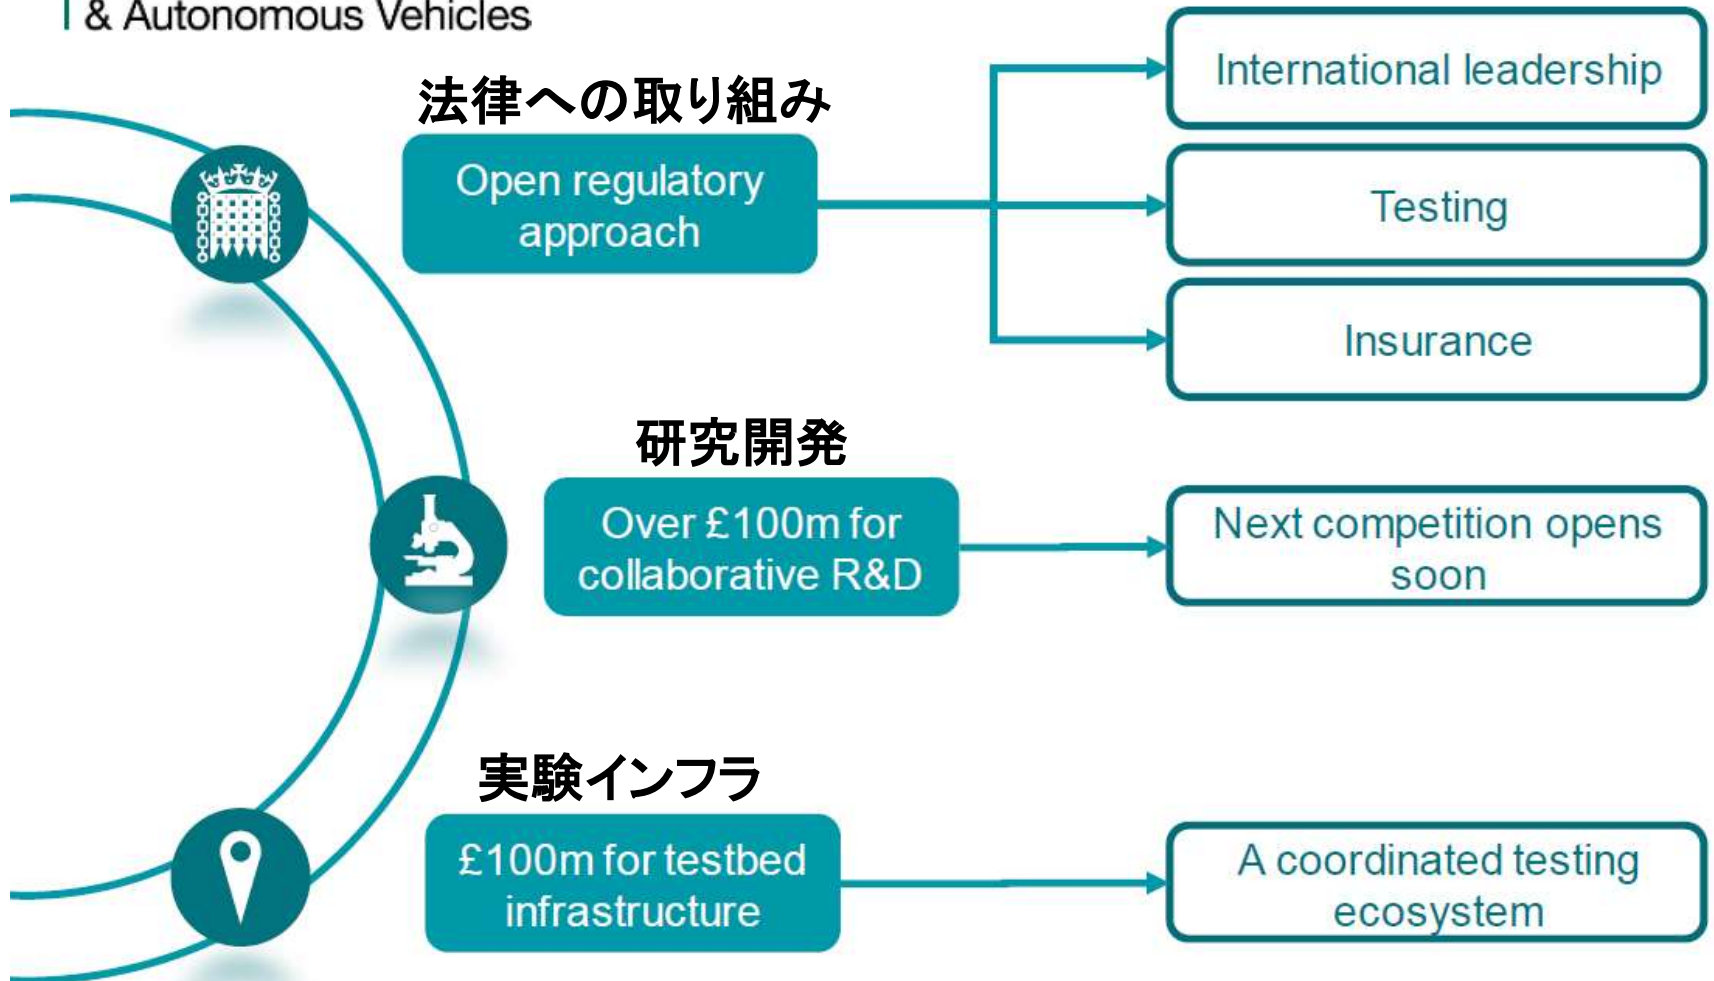 & Autonomous Vehicles
法律への取り組み
Open regulatory
approach
International leadership
Testing
Insurance
研究開発
Over £100m for
collaborative R&D
Next competition opens
soon
実験インフラ
£100m for testbed
infrastructure
A coordinated testing
ecosystem